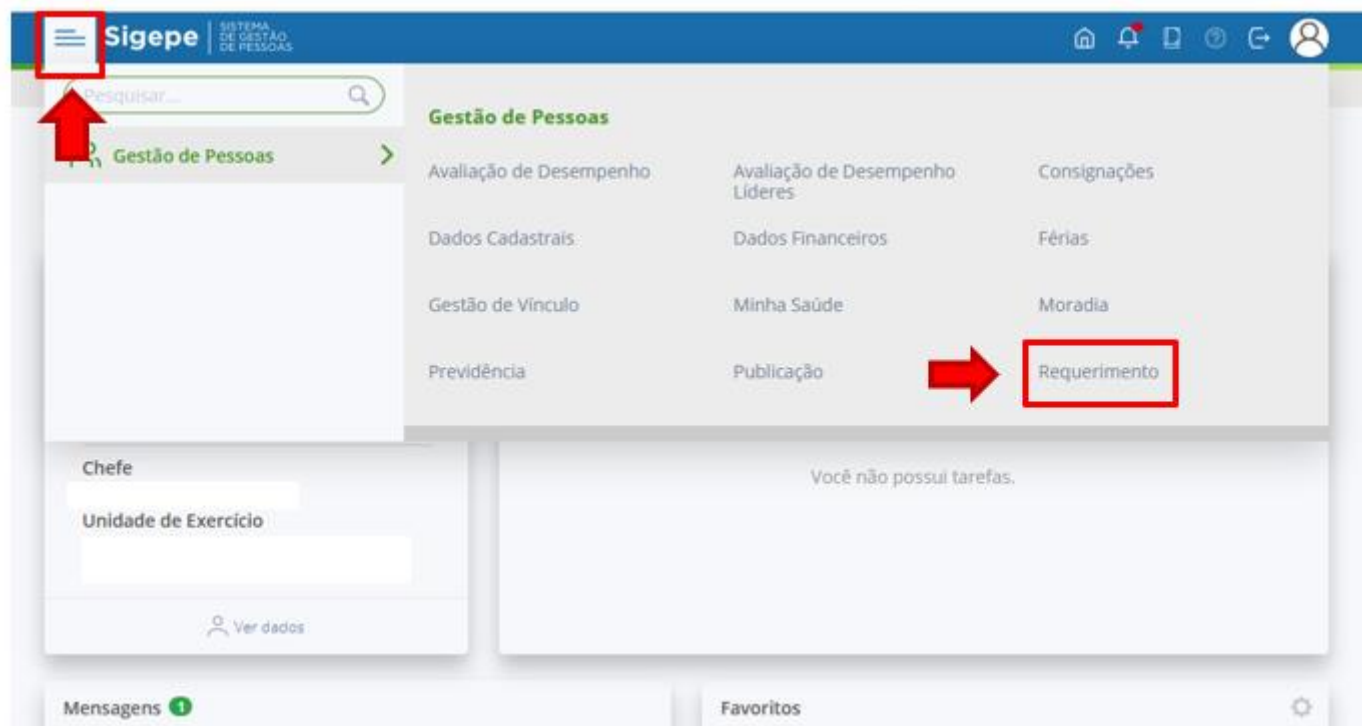 Sigepe
SISTEMA
DE GESTÃO
DE PESSOAS
Pesquisar...
Gestão de Pessoas
Gestão de Pessoas
Avaliação de Desempenho
Avaliação de Desempenho
Líderes
Consignações
Dados Cadastrais
Dados Financeiros
Férias
Gestão de Vínculo
Minha Saúde
Moradia
Previdência
Publicação
Requerimento
Chefe
Unidade de Exercício
Ver dados
Você não possui tarefas.
Mensagens 1
Favoritos